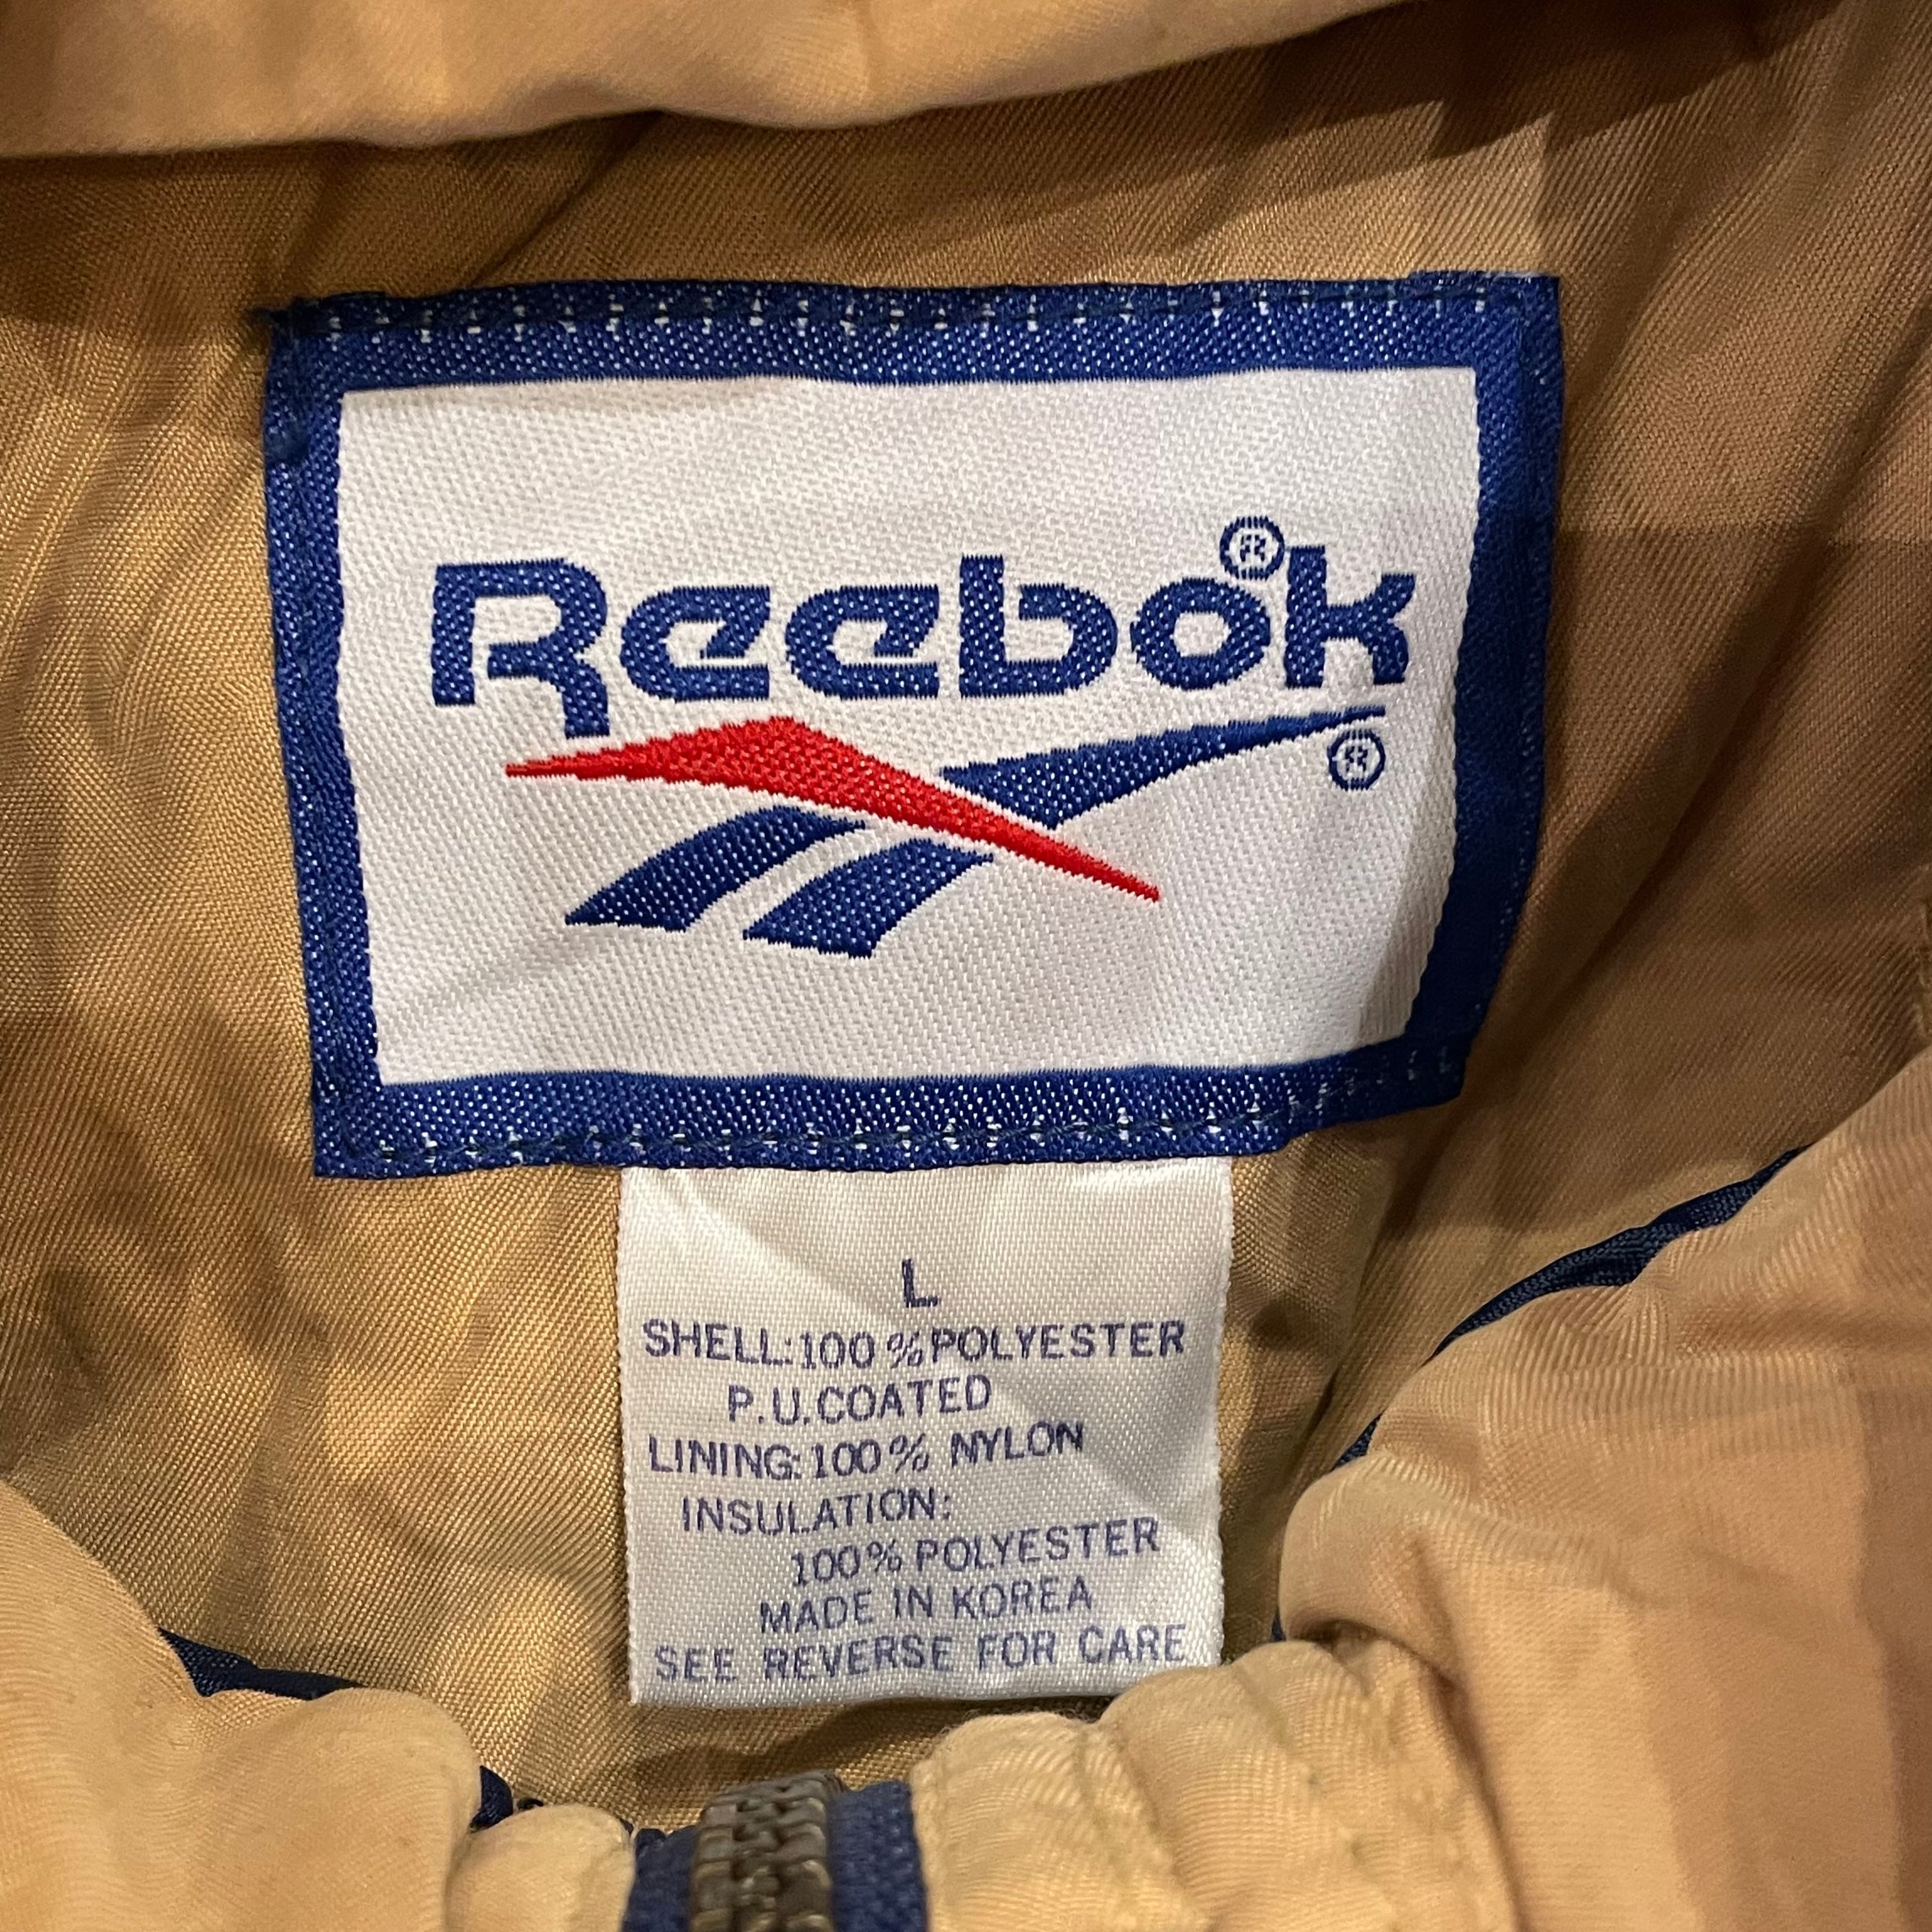 Reebok®
®
L
SHELL:100%POLYESTER
P.U.COATED
LINING:100% NYLON
INSULATION:
100% POLYESTER
MADE IN KOREA
SEE REVERSE FOR CARE